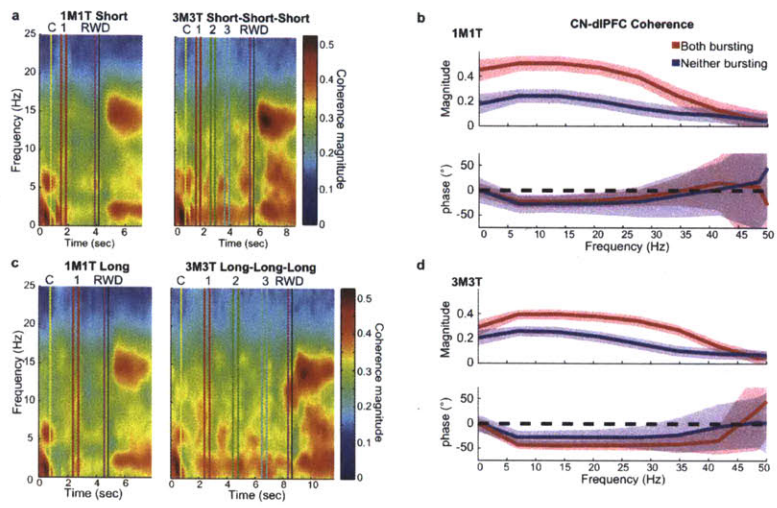 a 1M1T Short 3M3T Short-Short-Short
C 1 RWD C 1 2 3 RWD
25
20
15
10
5
0
Frequency (Hz)
0 2 4 6 0 2 4 6 8
Time (sec) Time (sec)
0.5
0.4
0.3
0.2
0.1
0
Coherence magnitude
b CN-dlPFC Coherence
1M1T
Both bursting
Neither bursting
Magnitude
0.4
0.2
0
phase (°)
50
0
-50
0 5 10 15 20 25 30 35 40 45 50
Frequency (Hz)
c 1M1T Long 3M3T Long-Long-Long
C 1 RWD C 1 2 3 RWD
25
20
15
10
5
0
Frequency (Hz)
0 2 4 6 0 2 4 6 8 10
Time (sec) Time (sec)
0.5
0.4
0.3
0.2
0.1
0
Coherence magnitude
d 3M3T
Magnitude
0.4
0.2
0
phase (°)
50
0
-50
0 5 10 15 20 25 30 35 40 45 50
Frequency (Hz)